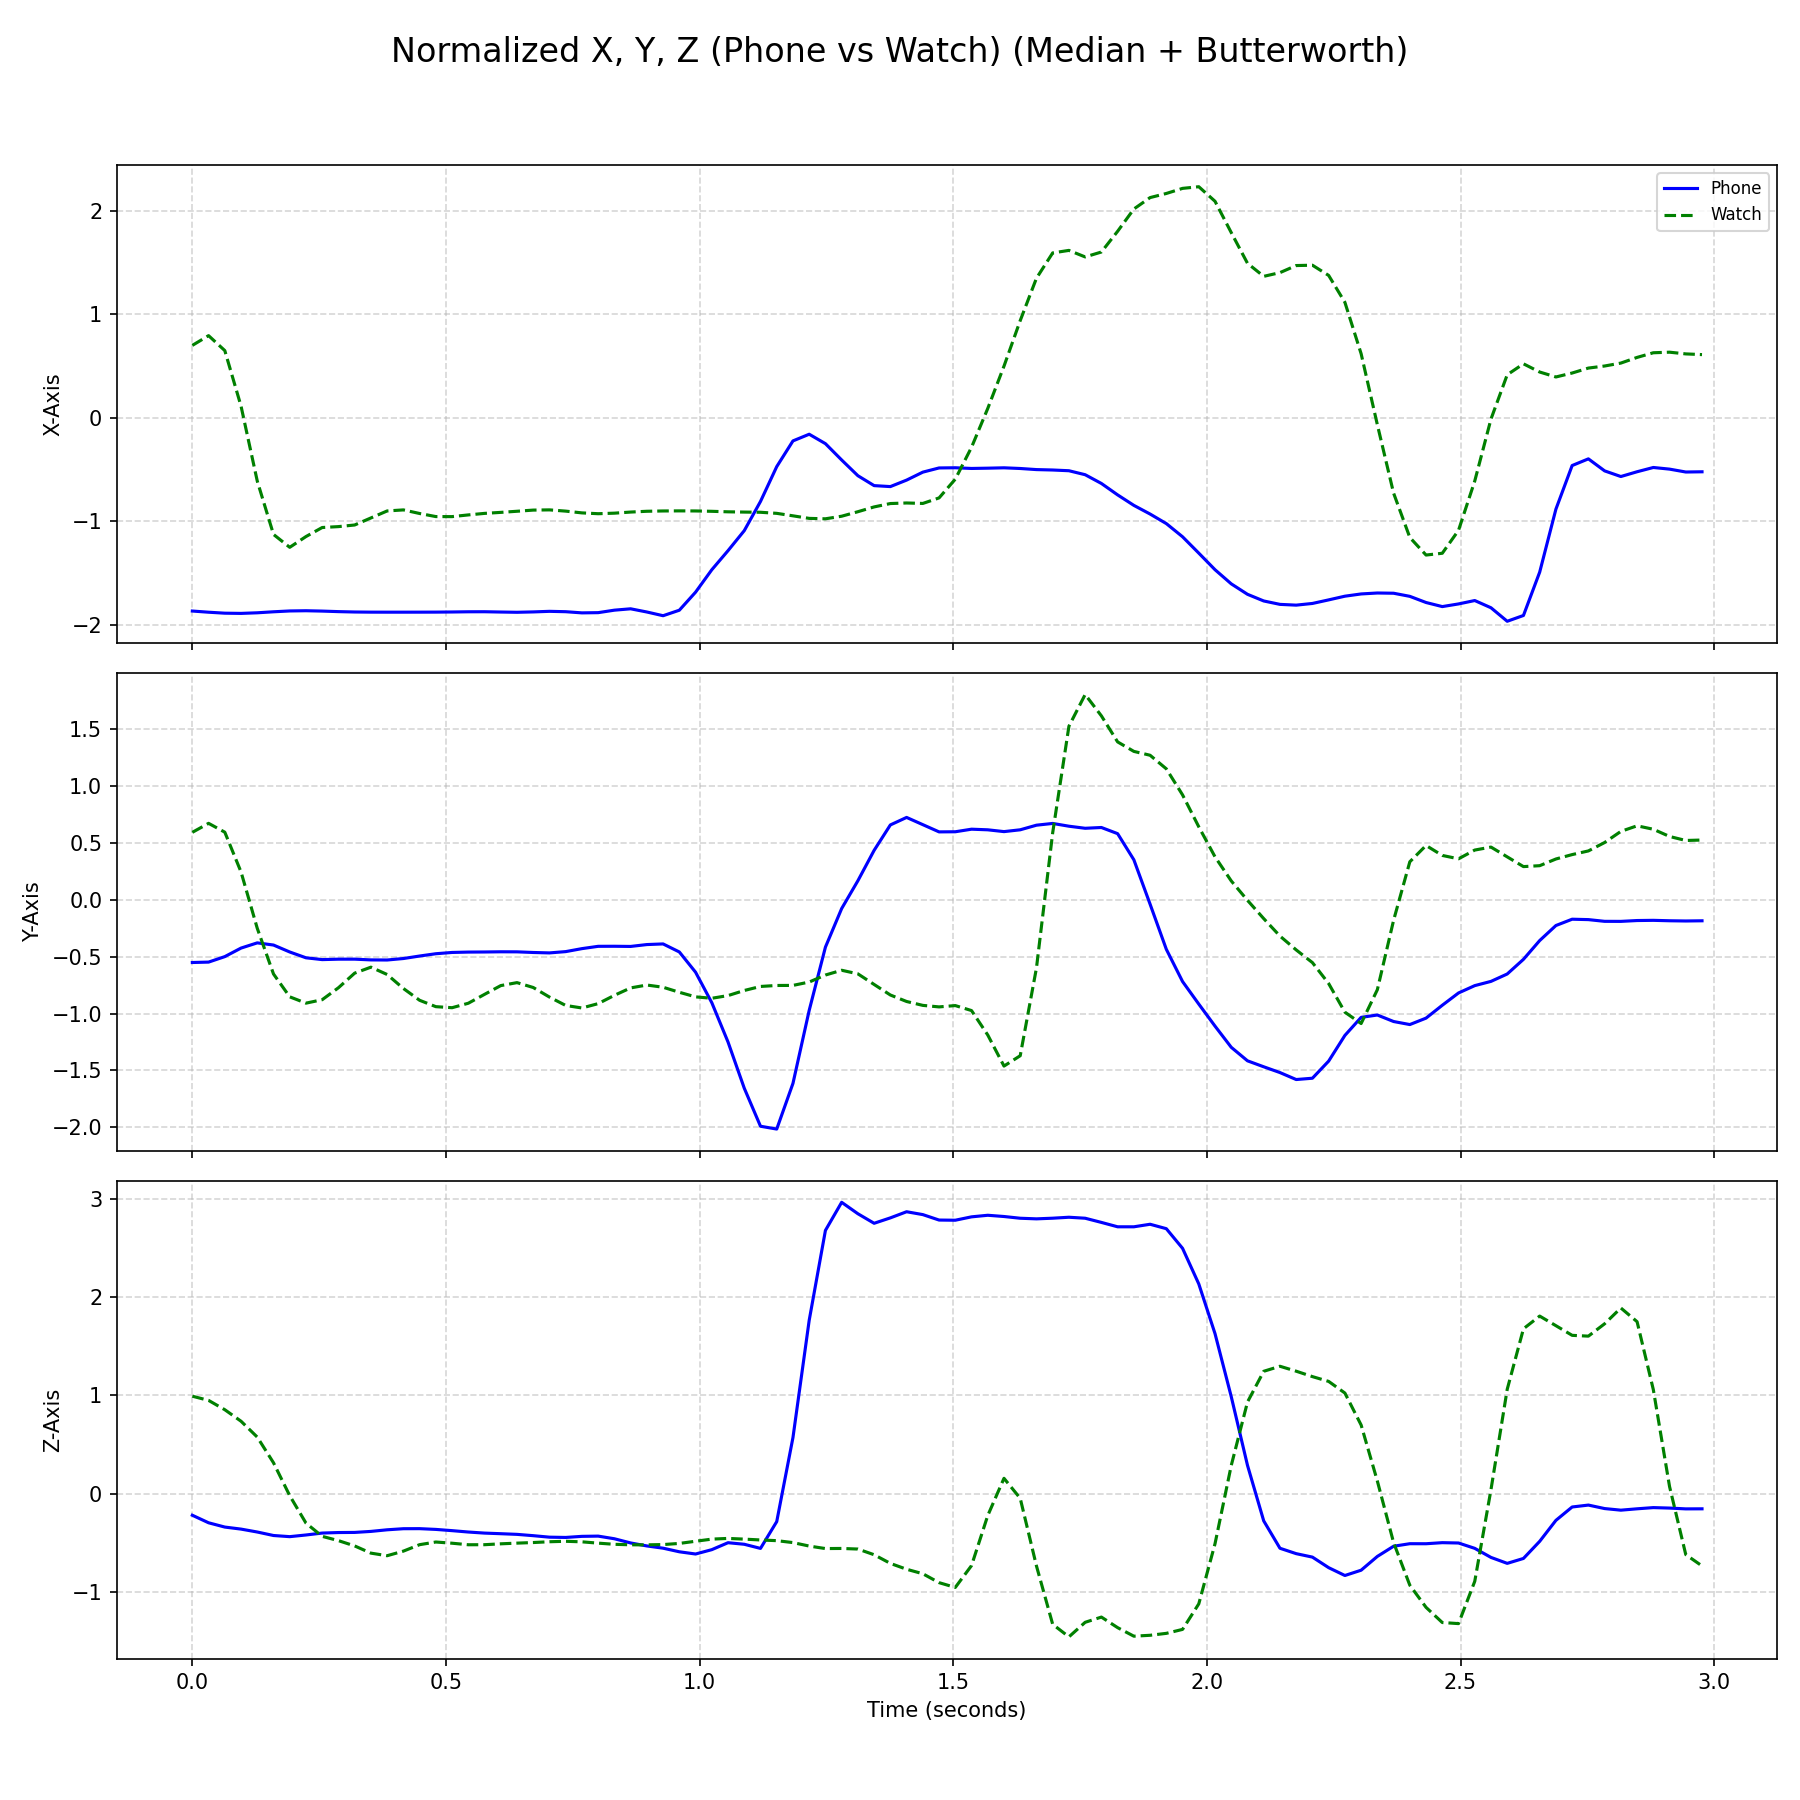 Normalized X, Y, Z (Phone vs Watch) (Median + Butterworth)
Phone
Watch
2
1
0
−1
−2
X-Axis
1.5
1.0
0.5
0.0
−0.5
−1.0
−1.5
−2.0
Y-Axis
3
2
1
0
−1
Z-Axis
0.0 0.5 1.0 1.5 2.0 2.5 3.0
Time (seconds)